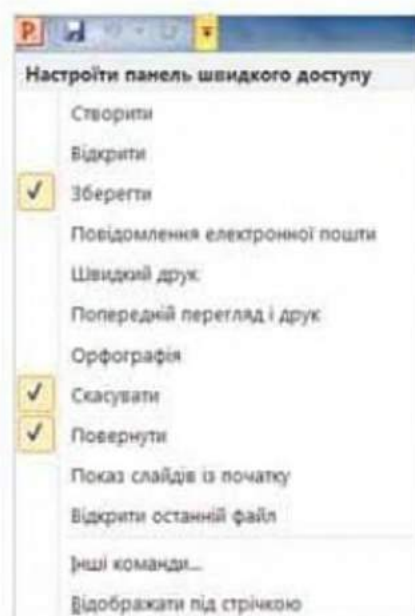 Настроїти панель швидкого доступу
Створити
Відкрити
Зберегти
Повідомлення електронної пошти
Швидкий друк
Попередній перегляд і друк
Орфографія
Скасувати
Повернути
Показ слайдів із початку
Відкрити останній файл
Інші команди...
Відображати під стрічкою